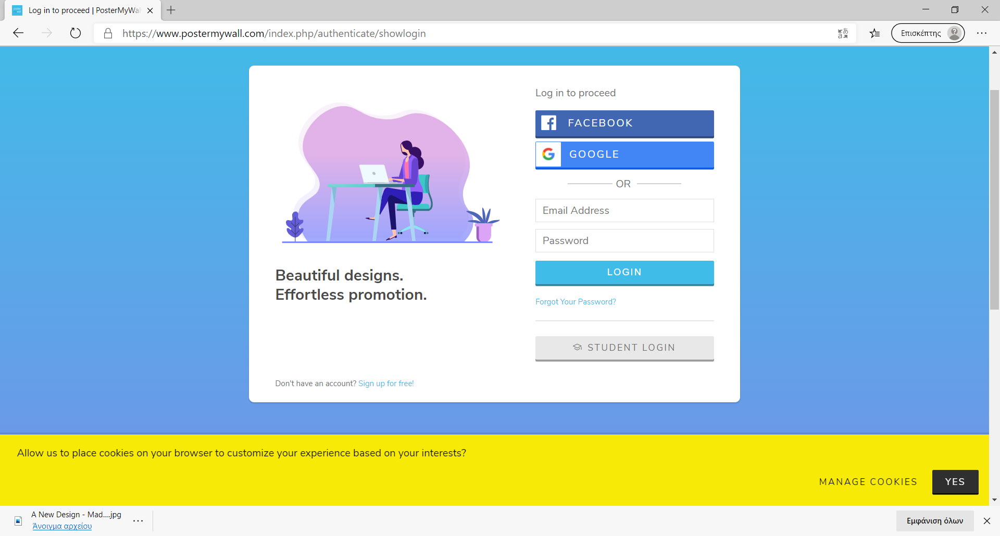 Log in to proceed | PosterMyWal
https://www.postermywall.com/index.php/authenticate/showlogin
Επισκέπτης
Log in to proceed
FACEBOOK
GOOGLE
OR
Email Address
Password
LOGIN
Forgot Your Password?
STUDENT LOGIN
Beautiful designs.
Effortless promotion.
Don't have an account? Sign up for free!
Allow us to place cookies on your browser to customize your experience based on your interests?
MANAGE COOKIES
YES
A New Design - Mad....jpg
Άνοιγμα αρχείου
Εμφάνιση όλων